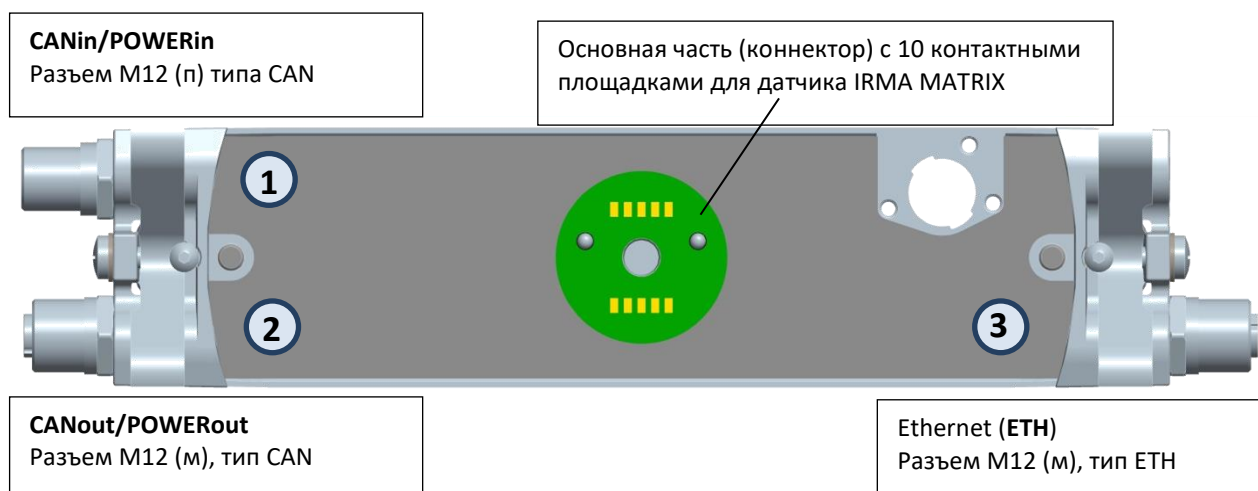 CANin/POWERin
Разъем M12 (п) типа CAN
Основная часть (коннектор) с 10 контактными
площадками для датчика IRMA MATRIX
1
2
3
CANout/POWERout
Разъем M12 (м), тип CAN
Ethernet (ETH)
Разъем M12 (м), тип ETH